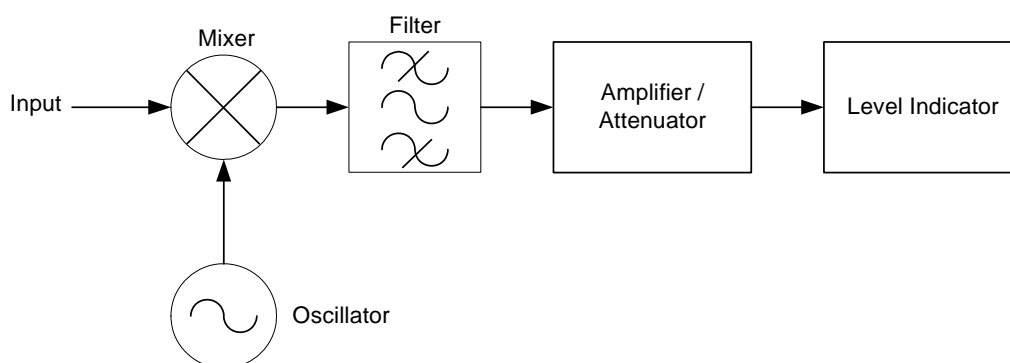 Mixer
Filter
Input
Amplifier /
Attenuator
Level Indicator
Oscillator